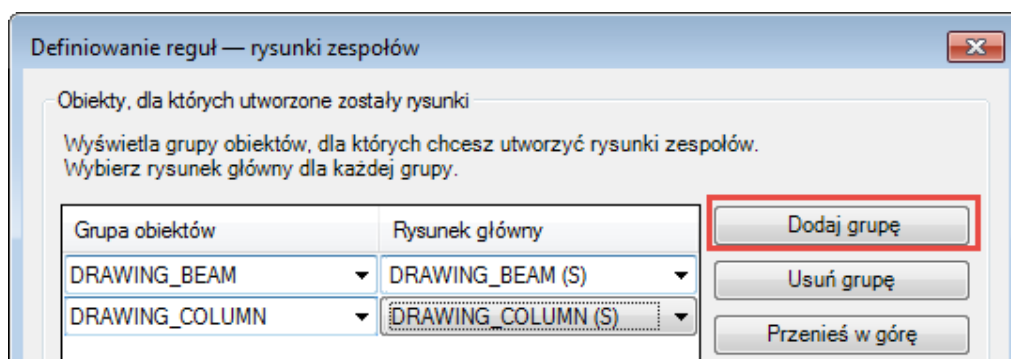 Definiowanie reguł — rysunki zespołów
Obiekty, dla których utworzone zostały rysunki
Wyświetla grupy obiektów, dla których chcesz utworzyć rysunki zespołów.
Wybierz rysunek główny dla każdej grupy.
Grupa obiektów Rysunek główny Dodaj grupę
DRAWING_BEAM DRAWING_BEAM (S) Usuń grupę
DRAWING_COLUMN DRAWING_COLUMN (S) Przenieś w górę